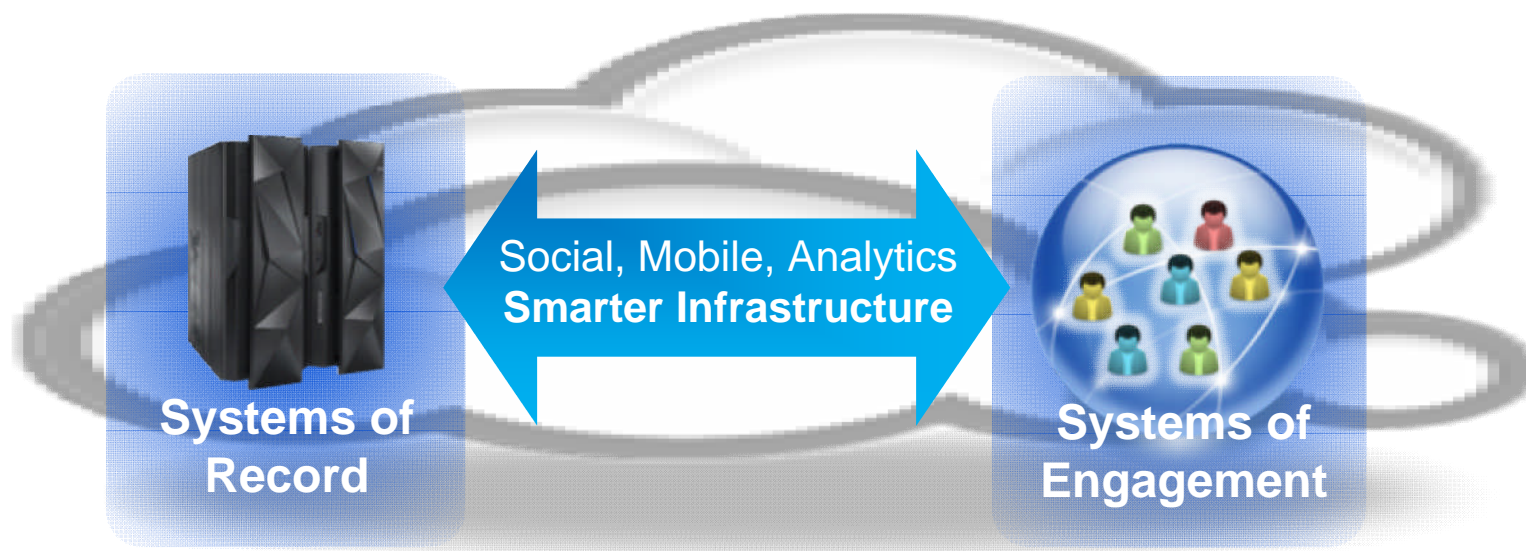 Social, Mobile, Analytics
Smarter Infrastructure
Systems of
Record
Systems of
Engagement